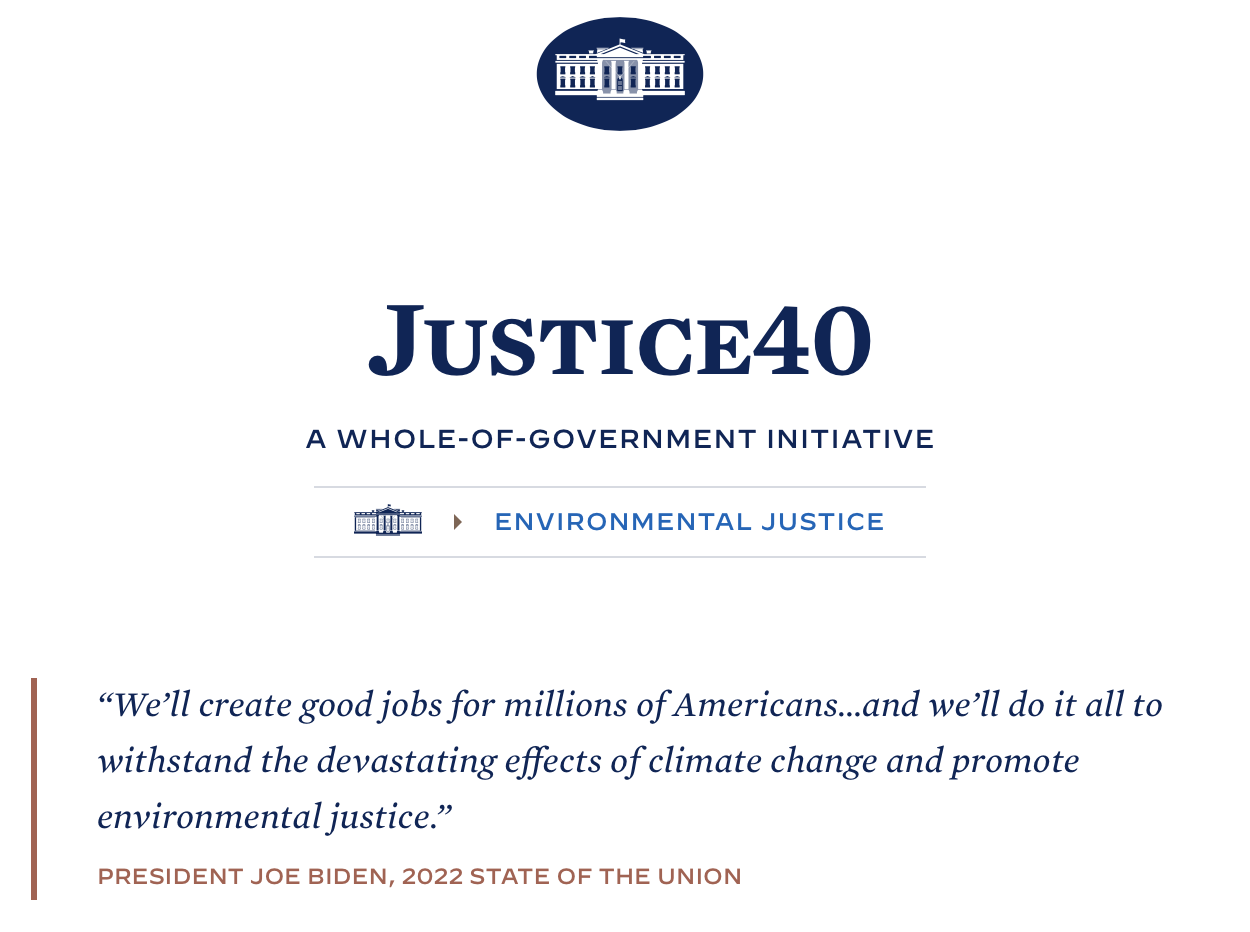 JUSTICE40
A WHOLE-OF-GOVERNMENT INITIATIVE
ENVIRONMENTAL JUSTICE
“We’ll create good jobs for millions of Americans...and we’ll do it all to
withstand the devastating effects of climate change and promote
environmental justice.”
PRESIDENT JOE BIDEN, 2022 STATE OF THE UNION